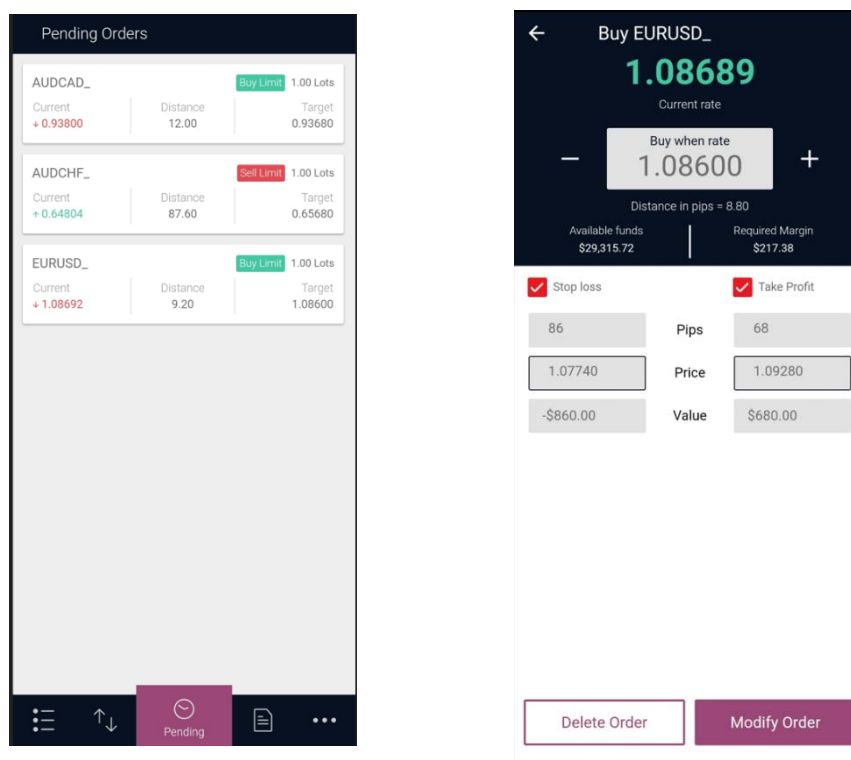 Pending Orders
AUDCAD_ Buy Limit 1.00 Lots
Current Distance Target
↓ 0.93800 12.00 0.93680
AUDCHF_ Sell Limit 1.00 Lots
Current Distance Target
↑ 0.64804 87.60 0.65680
EURUSD_ Buy Limit 1.00 Lots
Current Distance Target
↓ 1.08692 9.20 1.08600
Pending
Buy EURUSD_
1.08689
Current rate
Buy when rate
− 1.08600 +
Distance in pips = 8.80
Available funds Required Margin
$29,315.72 $217.38
Stop loss Take Profit
86 Pips 68
1.07740 Price 1.09280
-$860.00 Value $680.00
Delete Order Modify Order